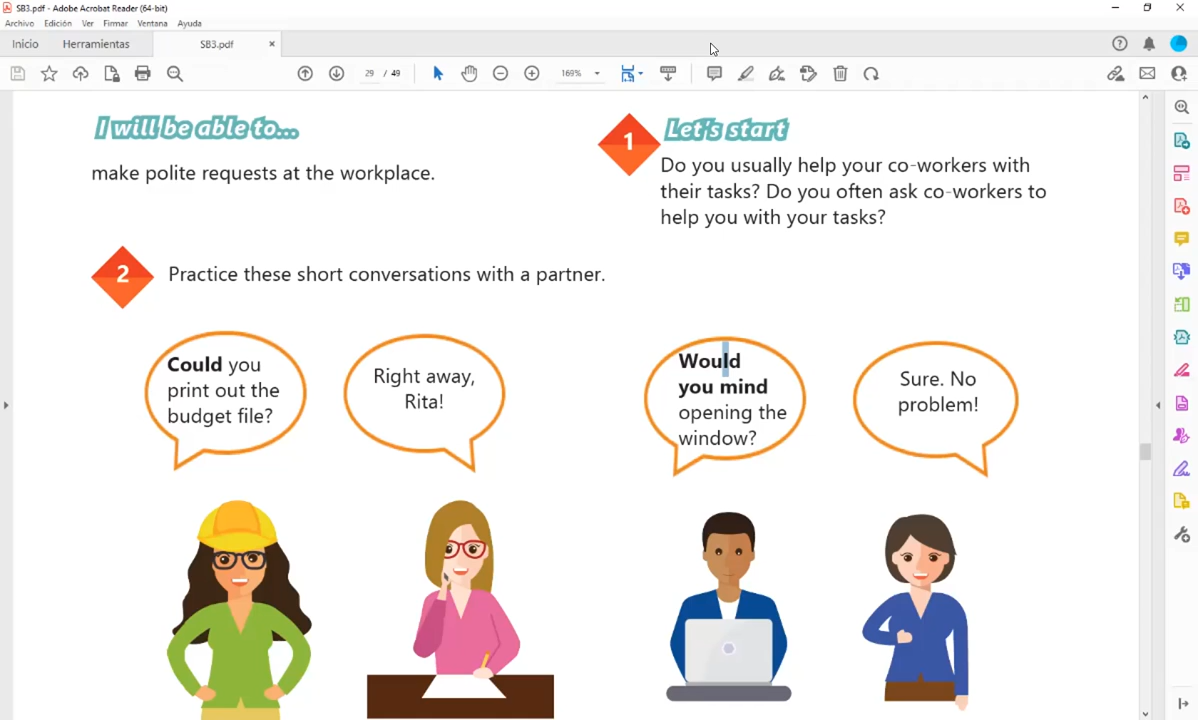 SB3.pdf - Adobe Acrobat Reader (64-bit)
Archivo Edición Ver Firmar Ventana Ayuda
Inicio Herramientas SB3.pdf ×
29 / 49 169%
I will be able to...
make polite requests at the workplace.
1 Let's start
Do you usually help your co-workers with
their tasks? Do you often ask co-workers to
help you with your tasks?
2 Practice these short conversations with a partner.
Could you
print out the
budget file?
Right away,
Rita!
Would
you mind
opening the
window?
Sure. No
problem!